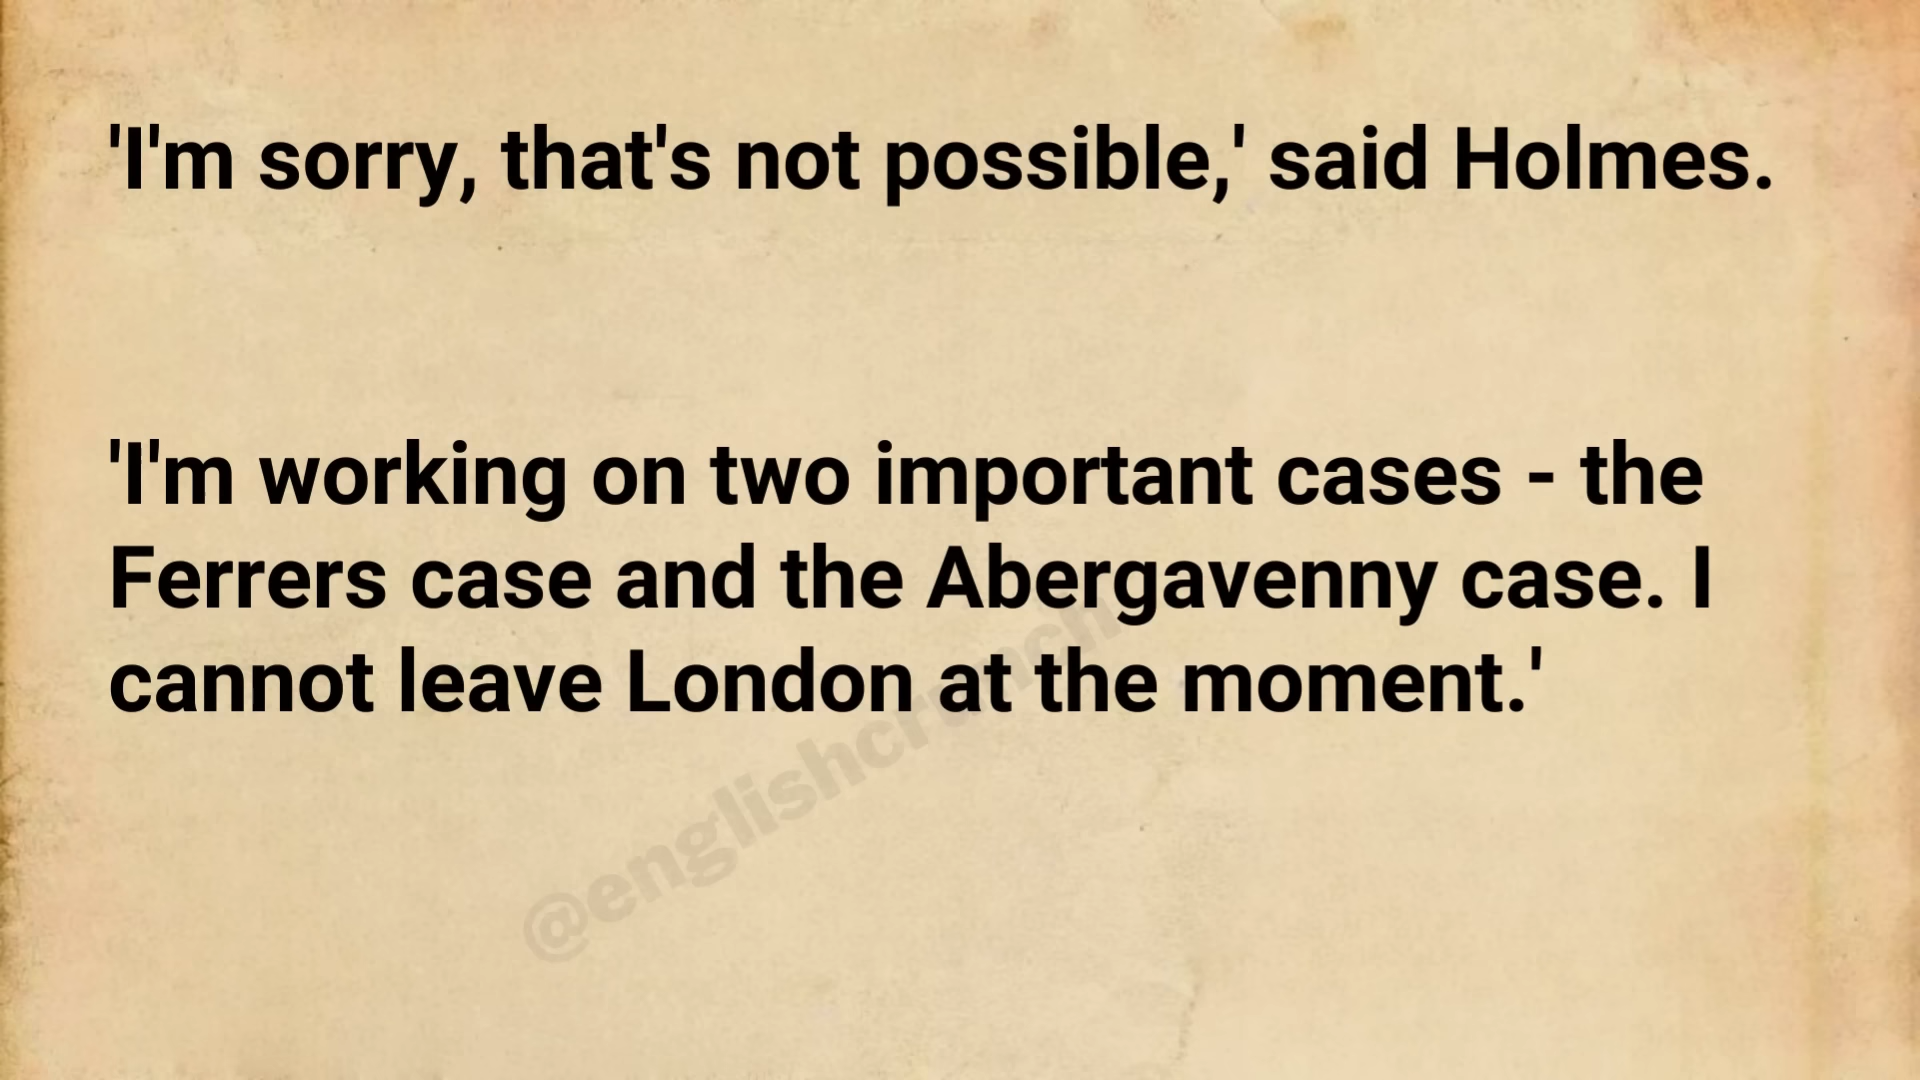 'I'm sorry, that's not possible,' said Holmes.
'I'm working on two important cases - the
Ferrers case and the Abergavenny case. I
cannot leave London at the moment.'
@englishcrunch